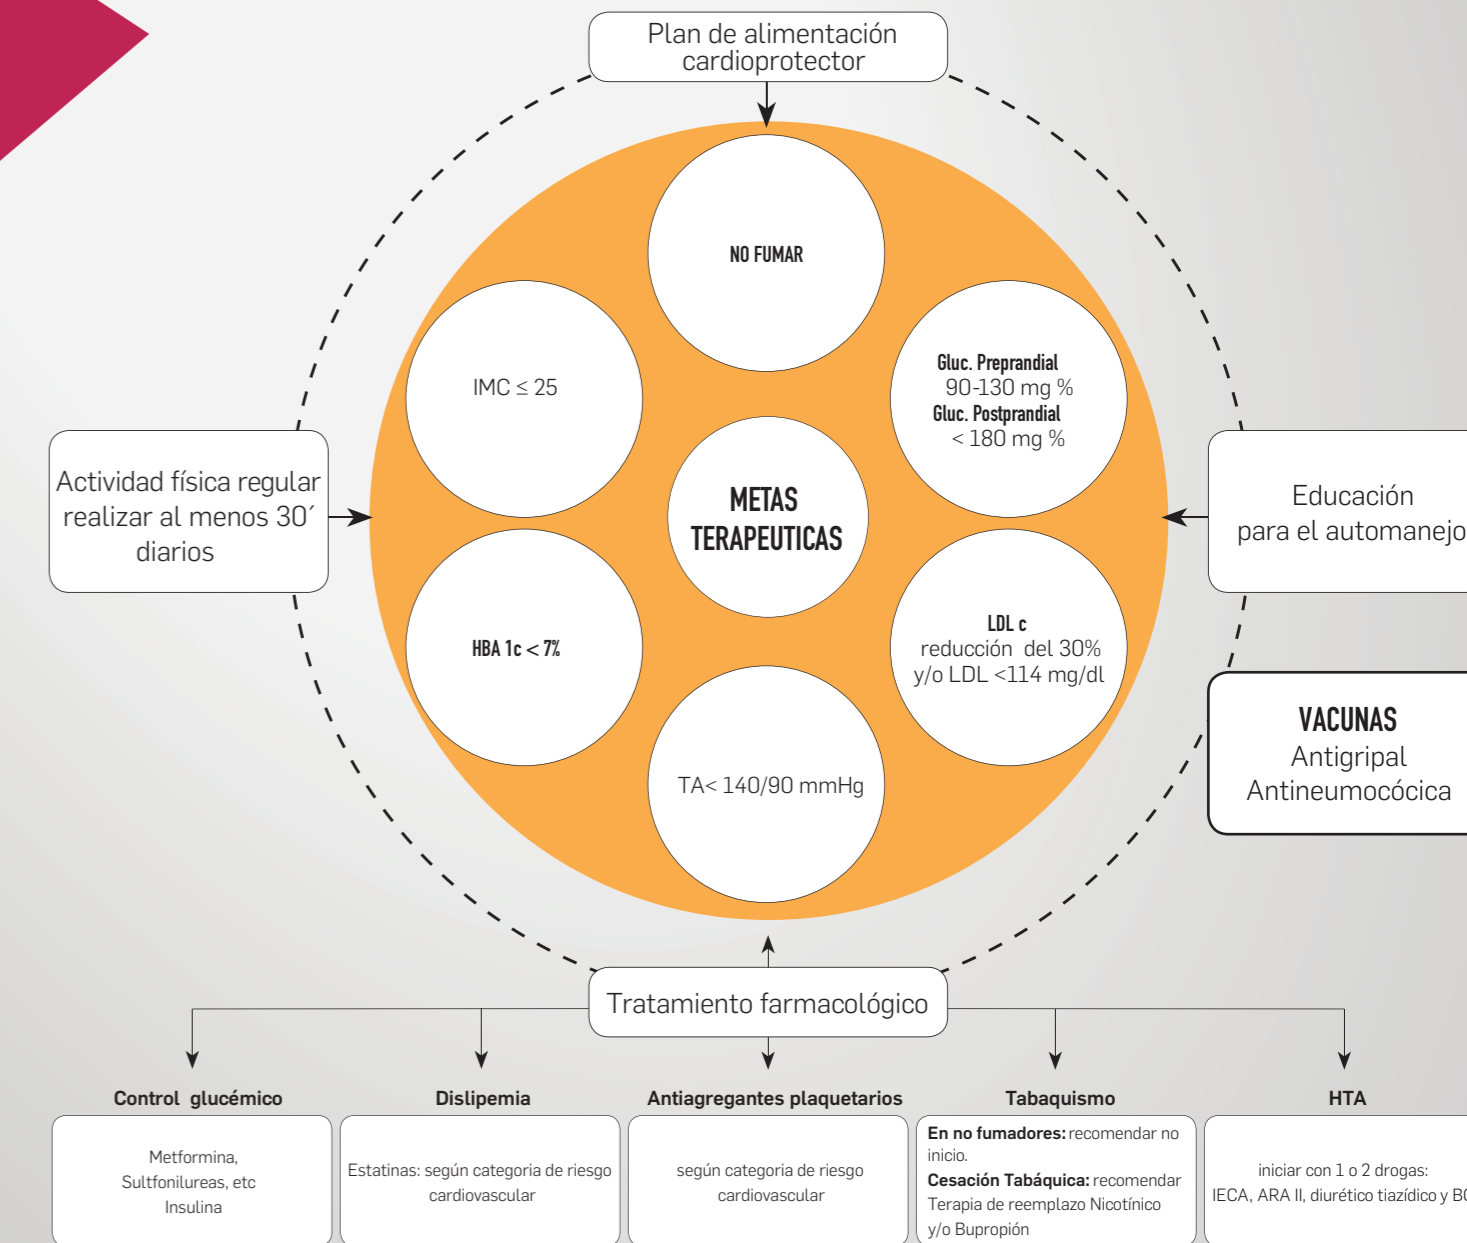 Plan de alimentación
cardioprotector
NO FUMAR
IMC ≤ 25
Gluc. Preprandial
90-130 mg %
Gluc. Postprandial
< 180 mg %
METAS
TERAPEUTICAS
Actividad física regular
realizar al menos 30´
diarios
Educación
para el automanejo
HBA 1c < 7%
LDL c
reducción del 30%
y/o LDL <114 mg/dl
TA< 140/90 mmHg
VACUNAS
Antigripal
Antineumocócica
Tratamiento farmacológico
Control glucémico
Metformina,
Sultfonilureas, etc
Insulina
Dislipemia
Estatinas: según categoria de riesgo
cardiovascular
Antiagregantes plaquetarios
según categoria de riesgo
cardiovascular
Tabaquismo
En no fumadores: recomendar no
inicio.
Cesación Tabáquica: recomendar
Terapia de reemplazo Nicotínico
y/o Bupropión
HTA
iniciar con 1 o 2 drogas:
IECA, ARA II, diurético tiazídico y